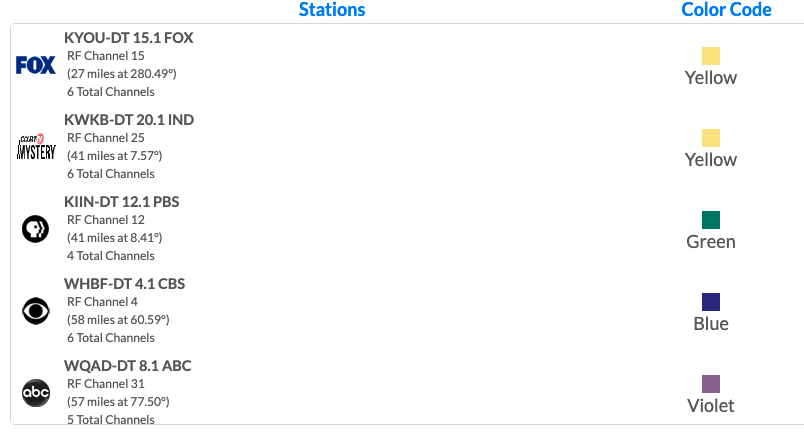 Stations Color Code
FOX
KYOU-DT 15.1 FOX
RF Channel 15
(27 miles at 280.49°)
6 Total Channels
Yellow
COURT TV
MYSTERY
KWKB-DT 20.1 IND
RF Channel 25
(41 miles at 7.57°)
6 Total Channels
Yellow
KIIN-DT 12.1 PBS
RF Channel 12
(41 miles at 8.41°)
4 Total Channels
Green
WHBF-DT 4.1 CBS
RF Channel 4
(58 miles at 60.59°)
6 Total Channels
Blue
abc
WQAD-DT 8.1 ABC
RF Channel 31
(57 miles at 77.50°)
5 Total Channels
Violet